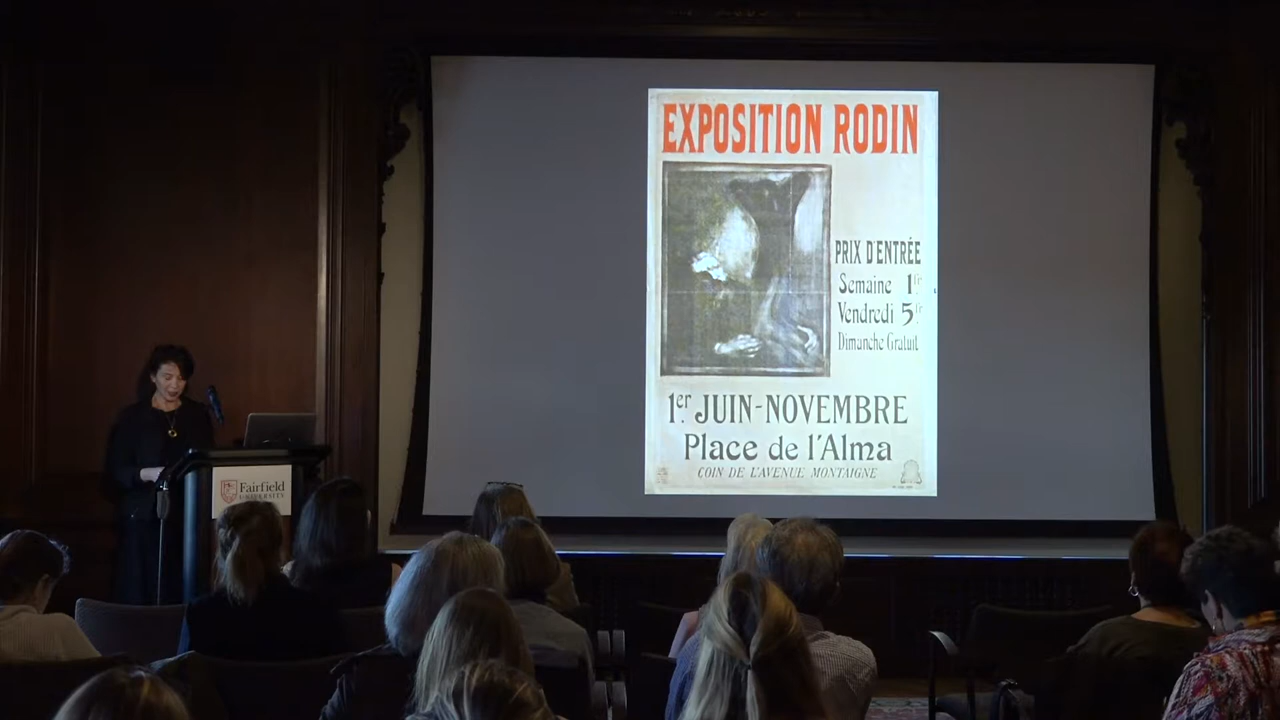 EXPOSITION RODIN
PRIX D'ENTRÉE
Semaine 1fr.
Vendredi 5fr.
Dimanche Gratuit
1er JUIN-NOVEMBRE
Place de l'Alma
COIN DE L'AVENUE MONTAIGNE
Fairfield
UNIVERSITY